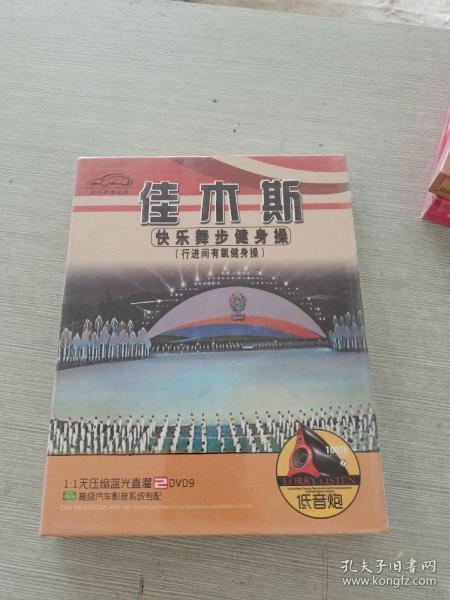 佳木斯
快乐舞步健身操
(行进间有氧健身操)
1:1无压缩蓝光直灌2DVD9
高级汽车影音系统专配
LORRY LISTEN
低音炮
孔夫子旧书网
www.kongfz.com